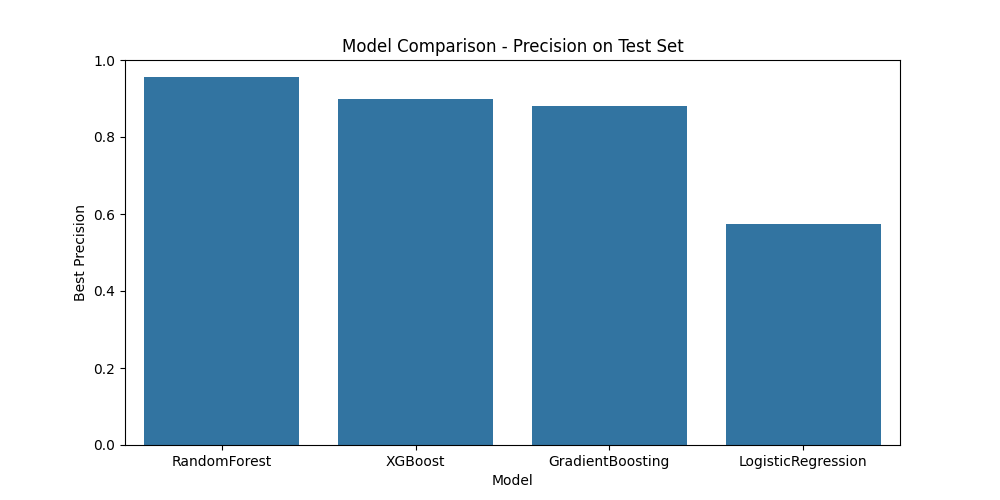 Model Comparison - Precision on Test Set
1.0
0.8
0.6
0.4
0.2
0.0
Best Precision
RandomForest XGBoost GradientBoosting LogisticRegression
Model